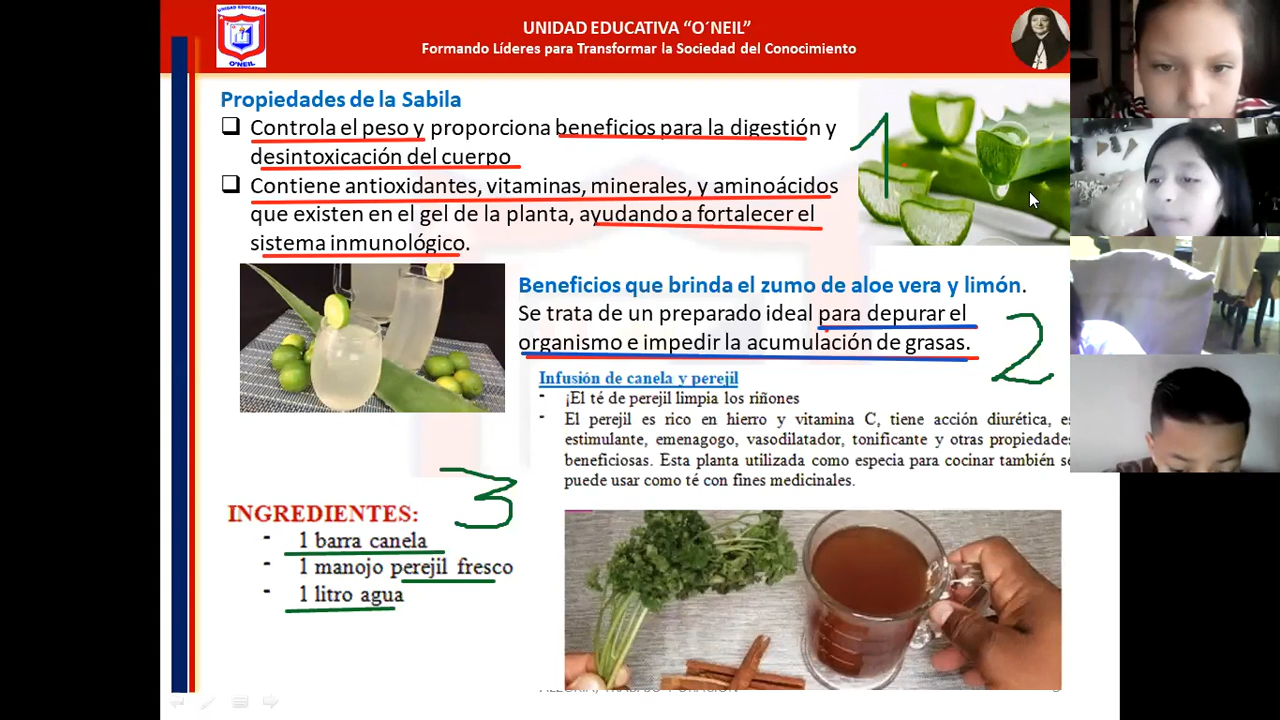 UNIDAD EDUCATIVA
O'NEIL
UNIDAD EDUCATIVA “O´NEIL”
Formando Líderes para Transformar la Sociedad del Conocimiento
Propiedades de la Sabila
Controla el peso y proporciona beneficios para la digestión y
desintoxicación del cuerpo
Contiene antioxidantes, vitaminas, minerales, y aminoácidos
que existen en el gel de la planta, ayudando a fortalecer el
sistema inmunológico.
1
Beneficios que brinda el zumo de aloe vera y limón.
Se trata de un preparado ideal para depurar el
organismo e impedir la acumulación de grasas.
2
Infusión de canela y perejil
- ¡El té de perejil limpia los riñones
- El perejil es rico en hierro y vitamina C, tiene acción diurética, es
estimulante, emenagogo, vasodilatador, tonificante y otras propiedades
beneficiosas. Esta planta utilizada como especia para cocinar también se
puede usar como té con fines medicinales.
3
INGREDIENTES:
- 1 barra canela
- 1 manojo perejil fresco
- 1 litro agua